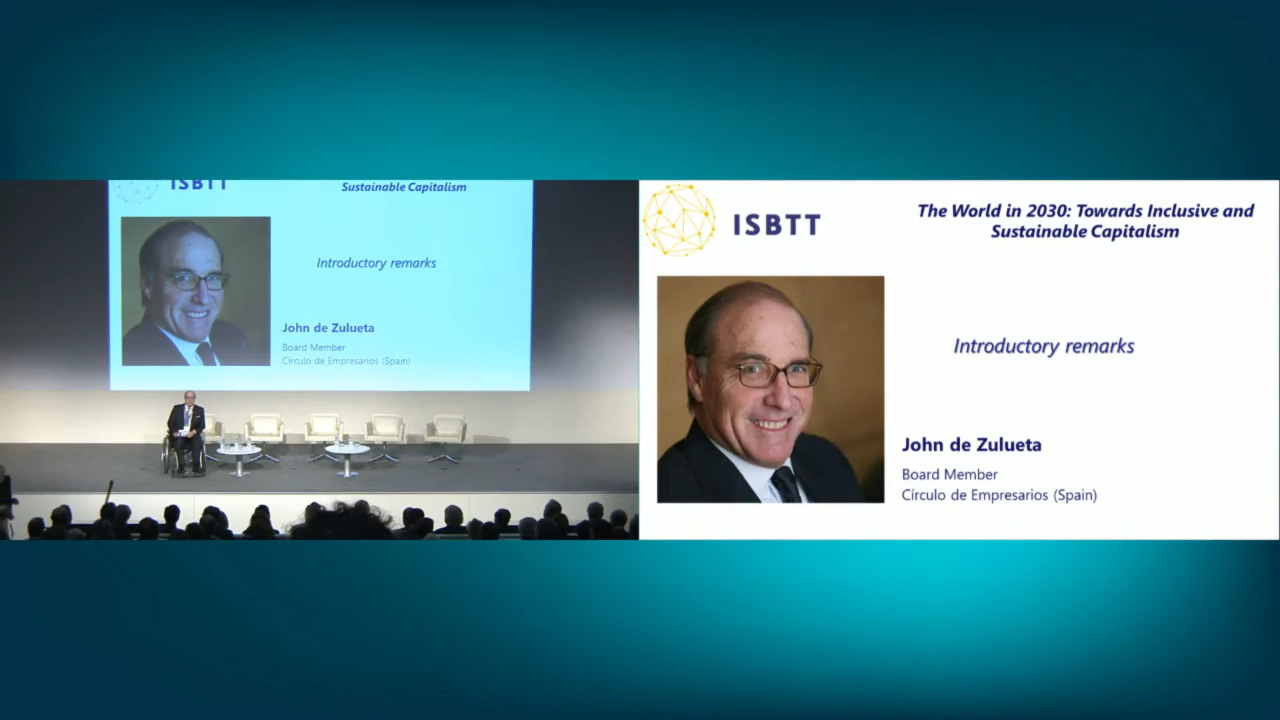 ISBTT
Sustainable Capitalism
Introductory remarks
John de Zulueta
Board Member
Círculo de Empresarios (Spain)
ISBTT
The World in 2030: Towards Inclusive and
Sustainable Capitalism
Introductory remarks
John de Zulueta
Board Member
Círculo de Empresarios (Spain)